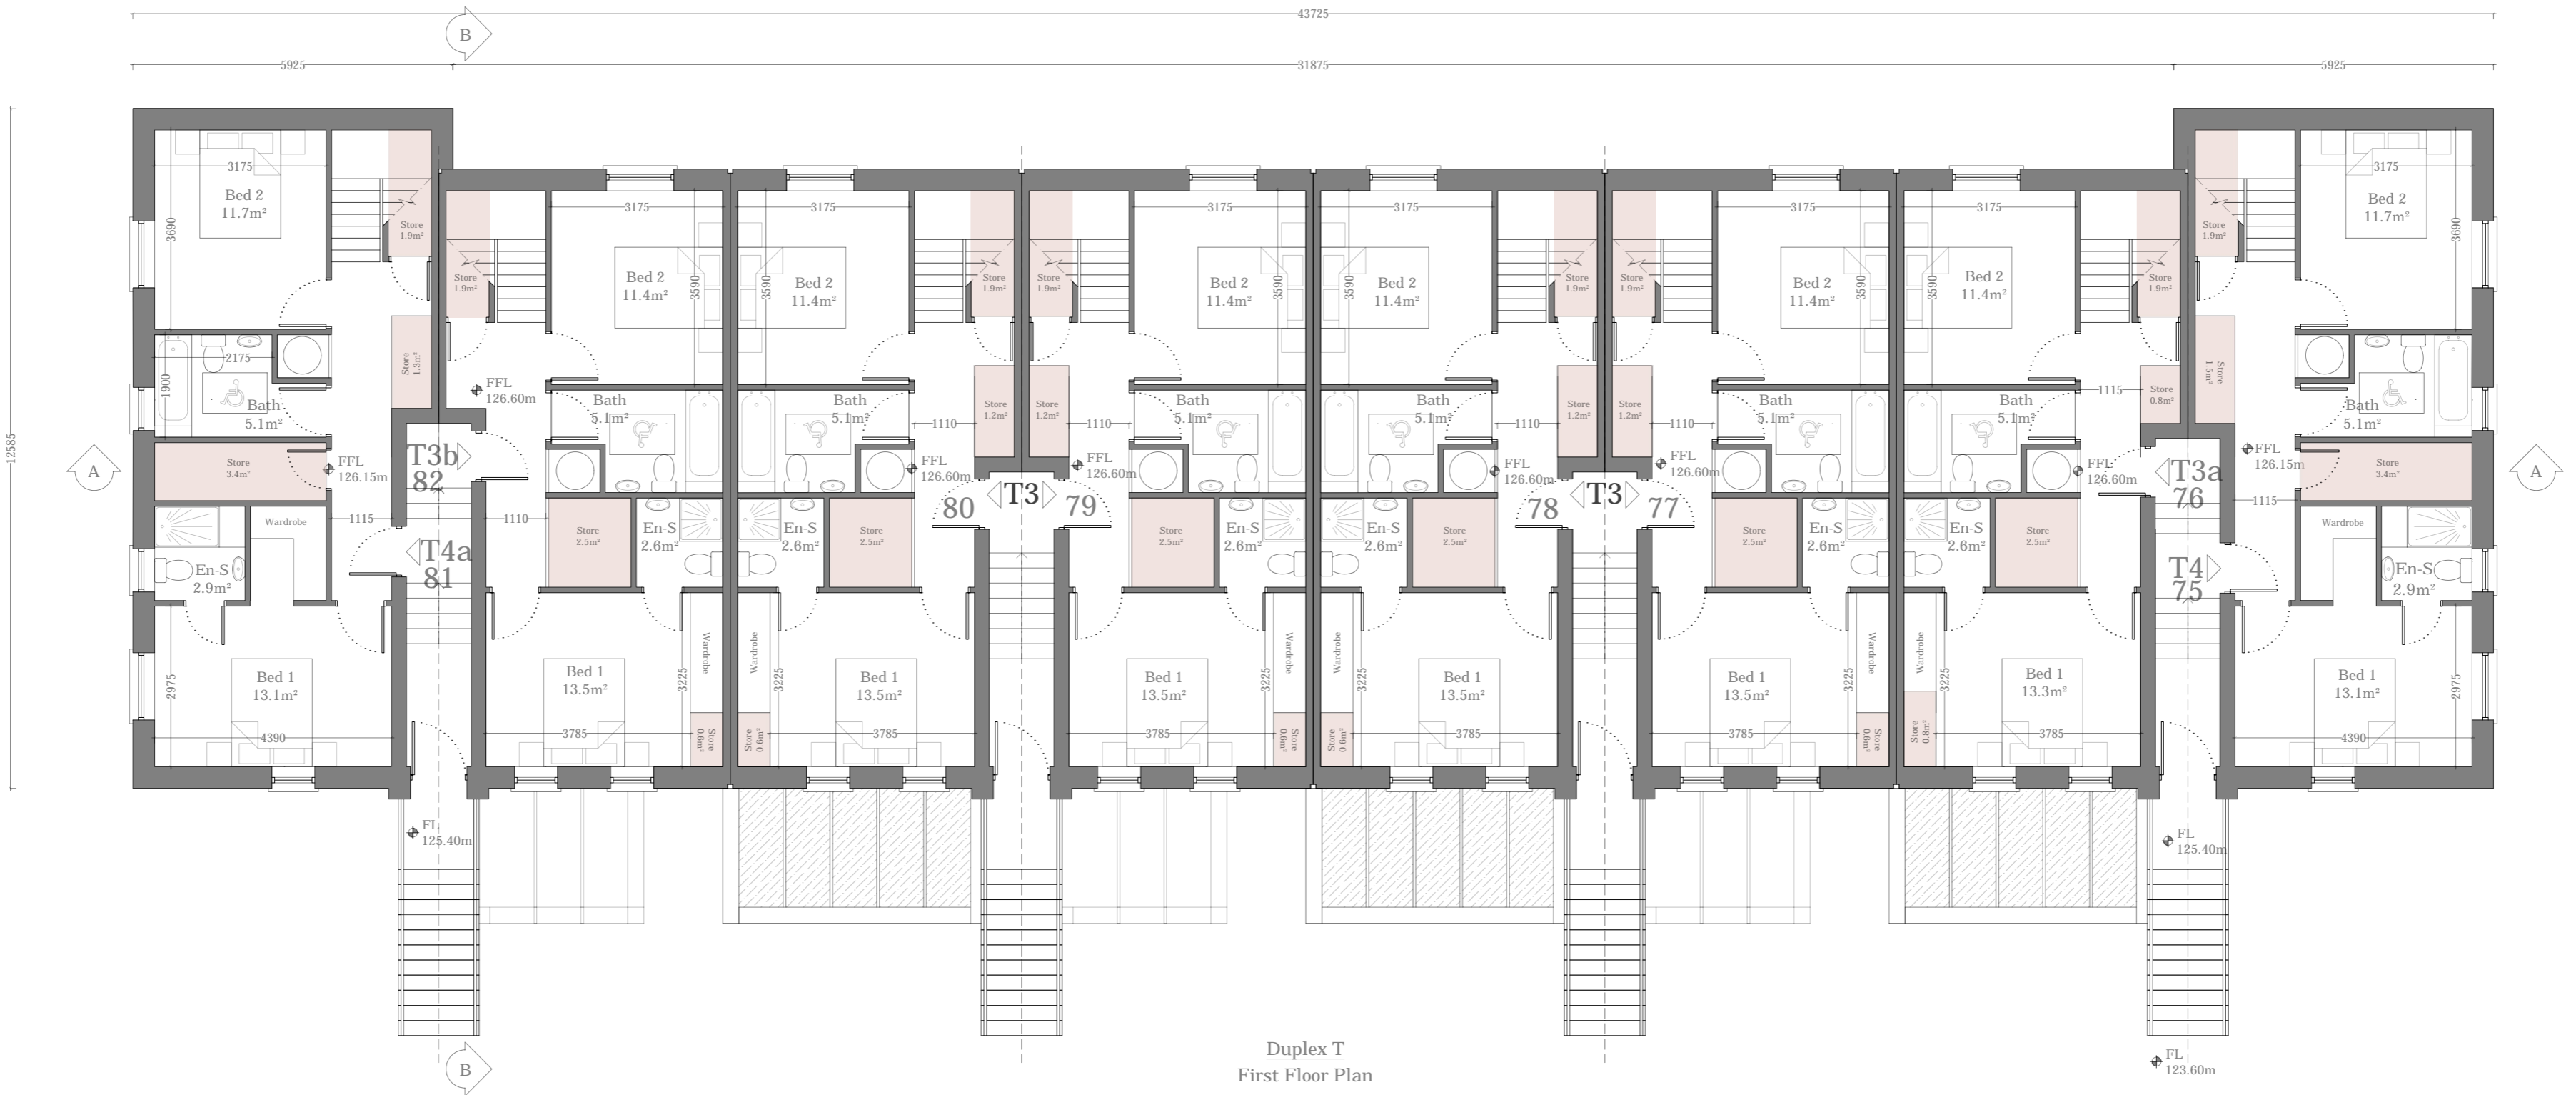 43725
B
5925
31875
5925
12585
A
A
3175
Bed 2
11.7m²
3690
Store
1.9m²
Store
1.3m²
2175
1900
Bath
5.1m²
Store
3.4m²
FFL
126.15m
1115
Wardrobe
En-S
2.9m²
T3b
82
T4a
81
2975
Bed 1
13.1m²
4390
FL
125.40m
Store
1.9m²
3175
Bed 2
11.4m²
3590
FFL
126.60m
Bath
5.1m²
1110
Store
2.5m²
En-S
2.6m²
Bed 1
13.5m²
3225
Wardrobe
Store
0.6m²
3785
3175
3590
Bed 2
11.4m²
Store
1.9m²
Bath
5.1m²
1110
Store
1.2m²
FFL
126.60m
80
En-S
2.6m²
Store
2.5m²
Wardrobe
3225
Bed 1
13.5m²
Store
0.6m²
3785
T3
Store
1.9m²
3175
Bed 2
11.4m²
3590
Store
1.2m²
1110
Bath
5.1m²
FFL
126.60m
79
Store
2.5m²
En-S
2.6m²
Bed 1
13.5m²
3225
Wardrobe
Store
0.6m²
3785
3175
3590
Bed 2
11.4m²
Store
1.9m²
Bath
5.1m²
1110
Store
1.2m²
FFL
126.60m
78
En-S
2.6m²
Store
2.5m²
Wardrobe
3225
Bed 1
13.5m²
Store
0.6m²
3785
T3
Store
1.9m²
3175
Bed 2
11.4m²
3590
Store
1.2m²
1110
Bath
5.1m²
FFL
126.60m
77
Store
2.5m²
En-S
2.6m²
Bed 1
13.5m²
3225
Wardrobe
Store
0.6m²
3785
3175
3590
Bed 2
11.4m²
Store
1.9m²
1115
Store
0.8m²
Bath
5.1m²
FFL
126.60m
En-S
2.6m²
Store
2.5m²
Wardrobe
3225
Bed 1
13.3m²
Store
0.8m²
3785
T3a
76
T4
75
Store
1.9m²
3175
Bed 2
11.7m²
3690
Store
1.5m²
Bath
5.1m²
FFL
126.15m
Store
3.4m²
1115
Wardrobe
En-S
2.9m²
Bed 1
13.1m²
2975
4390
FL
125.40m
FL
123.60m
B
Duplex T
First Floor Plan